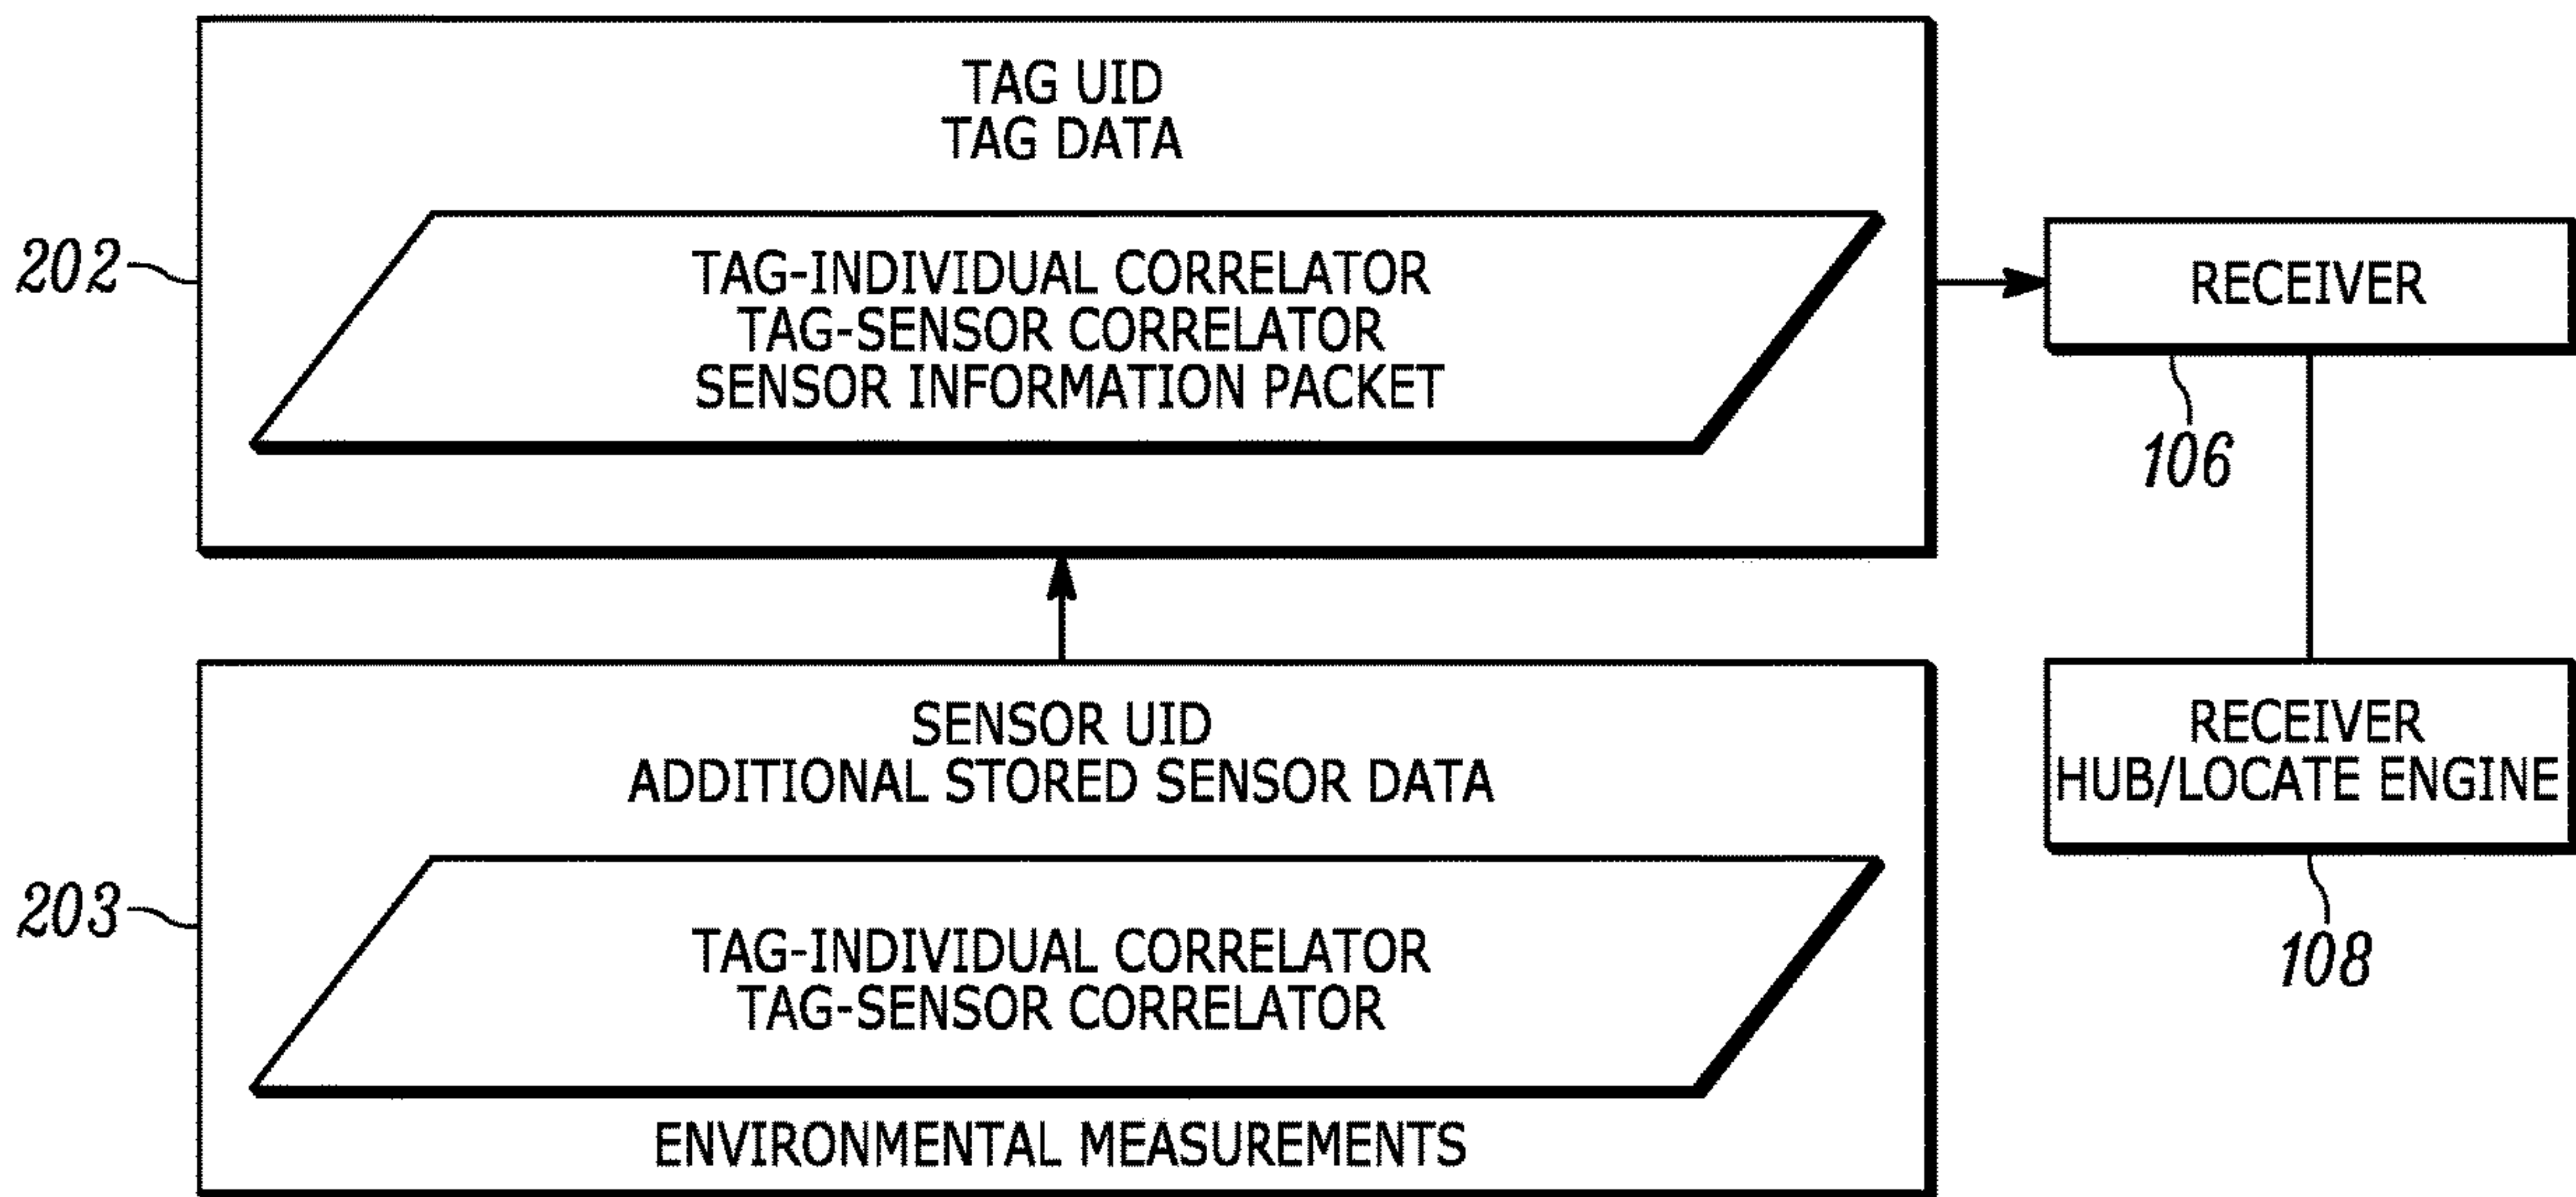 TAG UID
TAG DATA
TAG-INDIVIDUAL CORRELATOR
TAG-SENSOR CORRELATOR
SENSOR INFORMATION PACKET
202
RECEIVER
106
SENSOR UID
ADDITIONAL STORED SENSOR DATA
TAG-INDIVIDUAL CORRELATOR
TAG-SENSOR CORRELATOR
ENVIRONMENTAL MEASUREMENTS
203
RECEIVER
HUB/LOCATE ENGINE
108